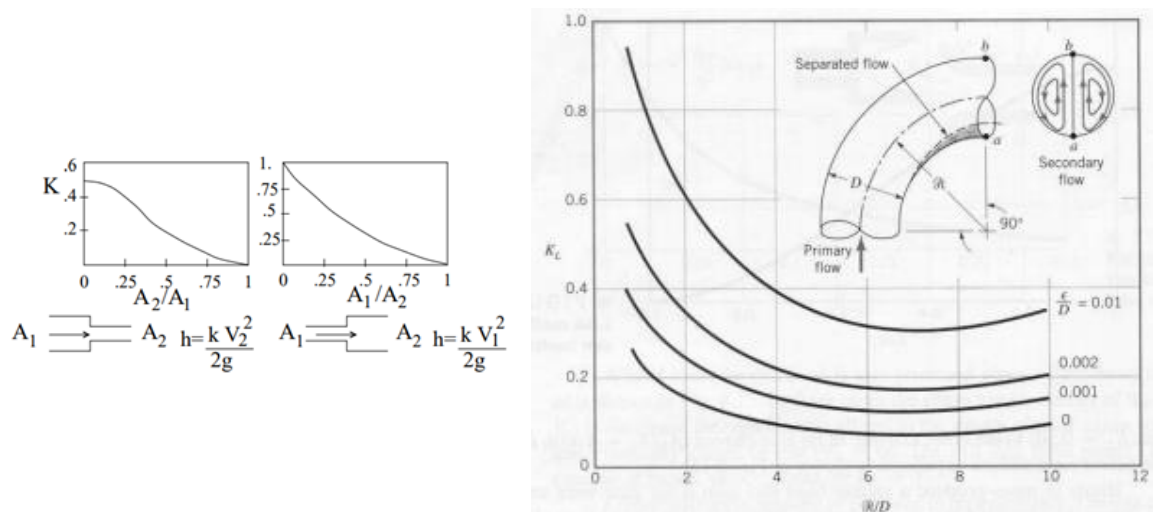 K
.6
.4
.2
0 .25 .5 .75 1
A2/A1
A1 A2 h=k V2^2/2g
1.
.75
.5
.25
0 .25 .5 .75 1
A1/A2
A1 A2 h=k V1^2/2g
1.0
0.8
0.6
KL
0.4
0.2
0
0 2 4 6 8 10 12
ℛ/D
Separated flow
b
a
D
ℛ
90°
Primary
flow
b
a
Secondary
flow
ϵ/D = 0.01
0.002
0.001
0